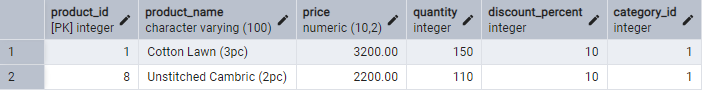 product_id product_name price quantity discount_percent category_id
[PK] integer character varying (100) numeric (10,2) integer integer integer
1 1 Cotton Lawn (3pc) 3200.00 150 10 1
2 8 Unstitched Cambric (2pc) 2200.00 110 10 1